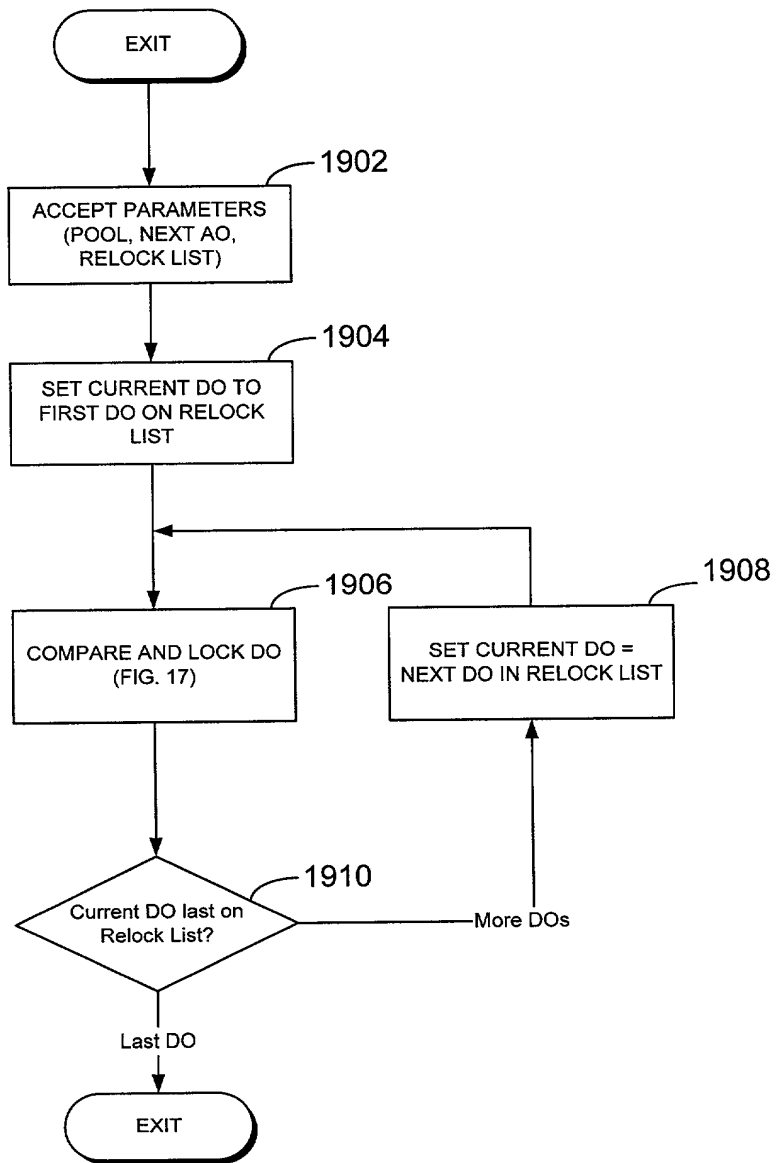 EXIT
1902
ACCEPT PARAMETERS
(POOL, NEXT AO,
RELOCK LIST)
1904
SET CURRENT DO TO
FIRST DO ON RELOCK
LIST
1906
COMPARE AND LOCK DO
(FIG. 17)
1908
SET CURRENT DO =
NEXT DO IN RELOCK LIST
1910
Current DO last on
Relock List?
More DOs
Last DO
EXIT